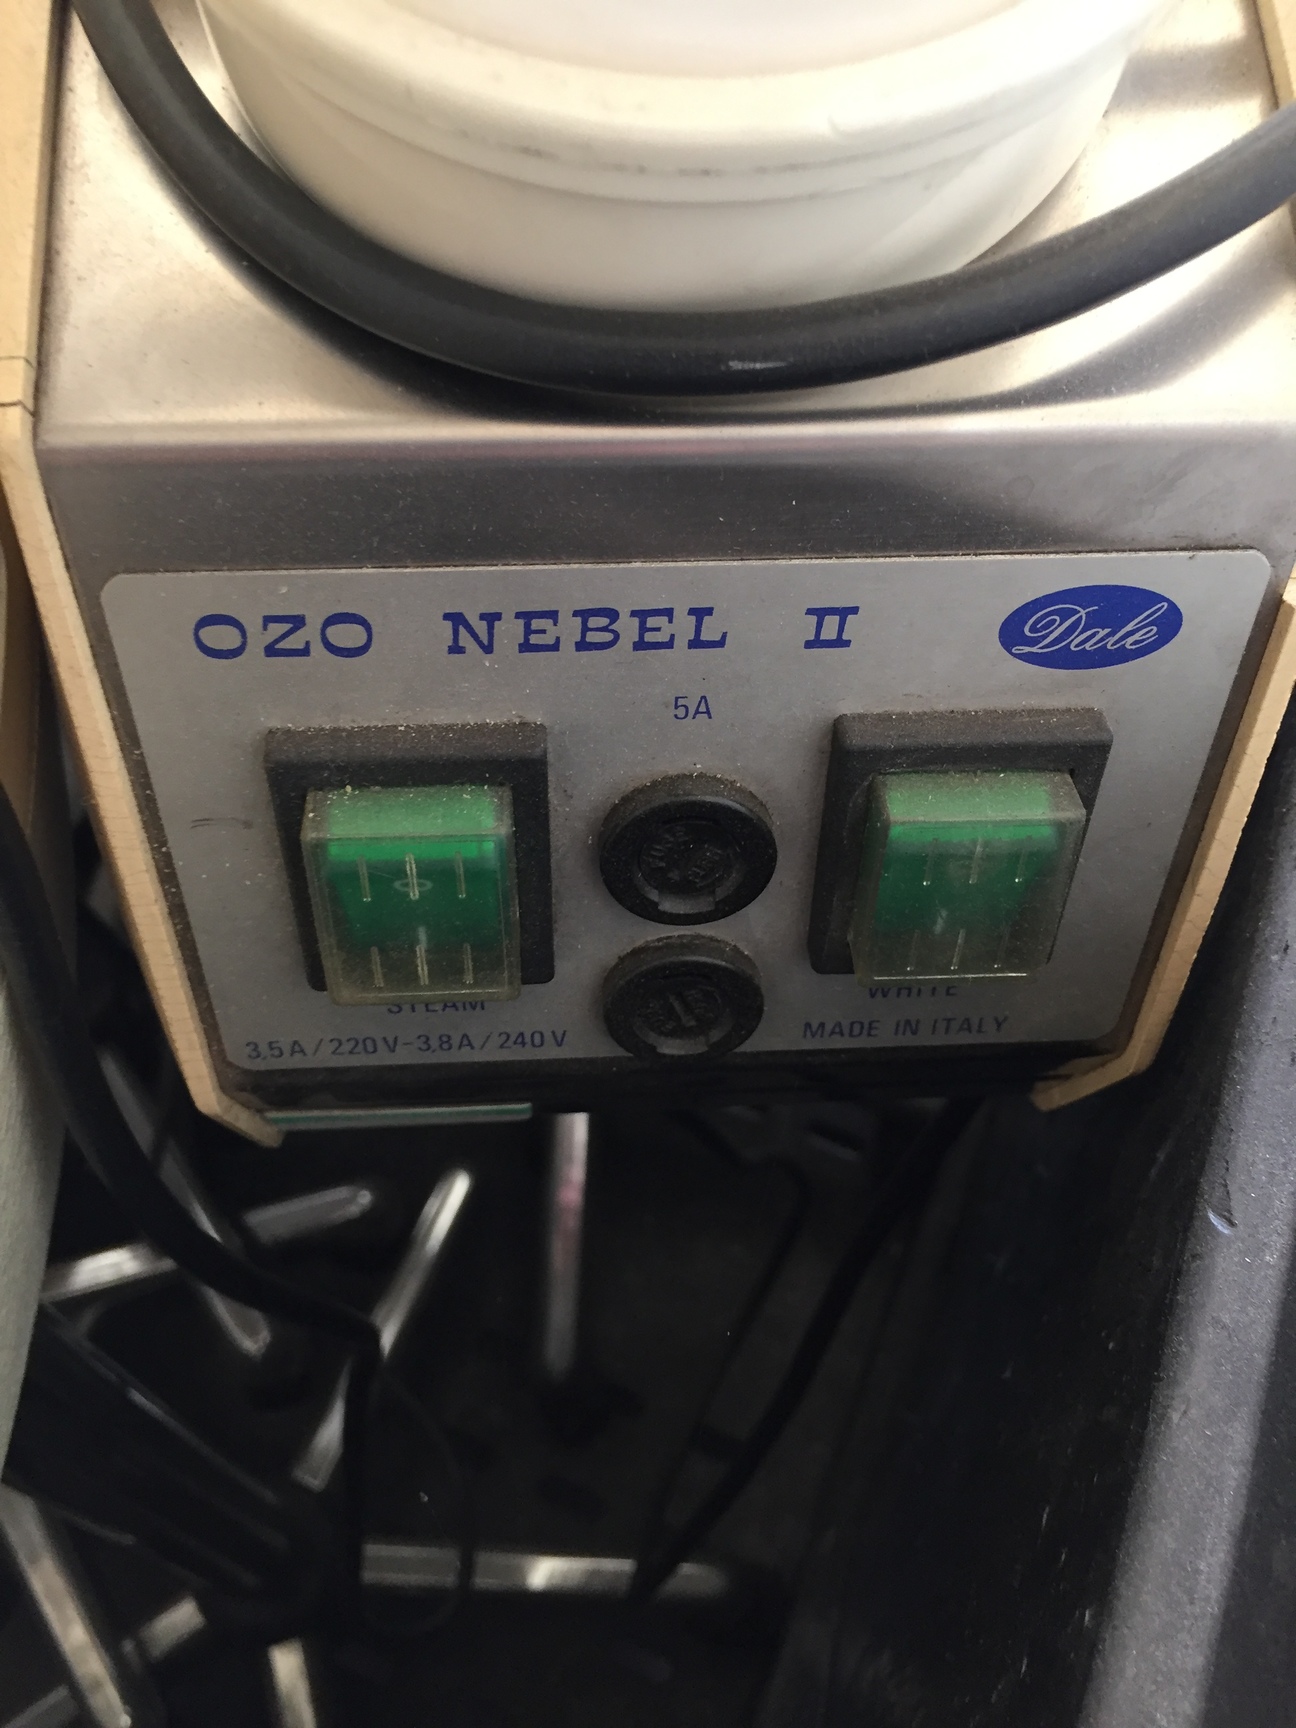 OZO NEBEL II
Dale
5A
STEAM
WHITE
3,5A/220V-3,8A/240V
MADE IN ITALY